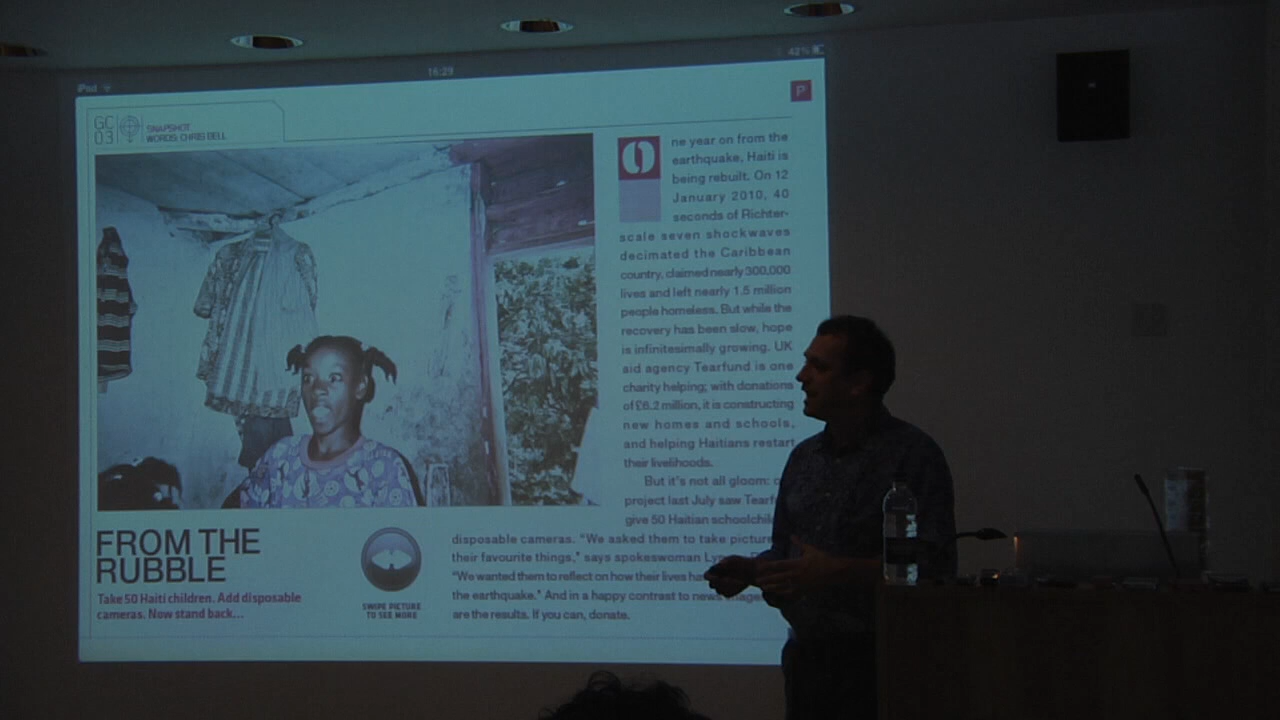 iPod
16:29
42%
P
GC
03
SNAPSHOT
WORDS: CHRIS BELL
One year on from the
earthquake, Haiti is
being rebuilt. On 12
January 2010, 40
seconds of Richter-
scale seven shockwaves
decimated the Caribbean
country, claimed nearly 300,000
lives and left nearly 1.5 million
people homeless. But while the
recovery has been slow, hope
is infinitesimally growing. UK
aid agency Tearfund is one
charity helping; with donations
of £6.2 million, it is constructing
new homes and schools,
and helping Haitians restart
their livelihoods.
But it's not all gloom:
project last July saw
give 50 Haitian
disposable cameras. "We asked them to take
their favourite things," says spokeswoman
"We wanted them to reflect on how their lives
the earthquake." And in a happy contrast to news
are the results. If you can, donate.
FROM THE
RUBBLE
Take 50 Haiti children. Add disposable
cameras. Now stand back...
SWIPE PICTURE
TO SEE MORE